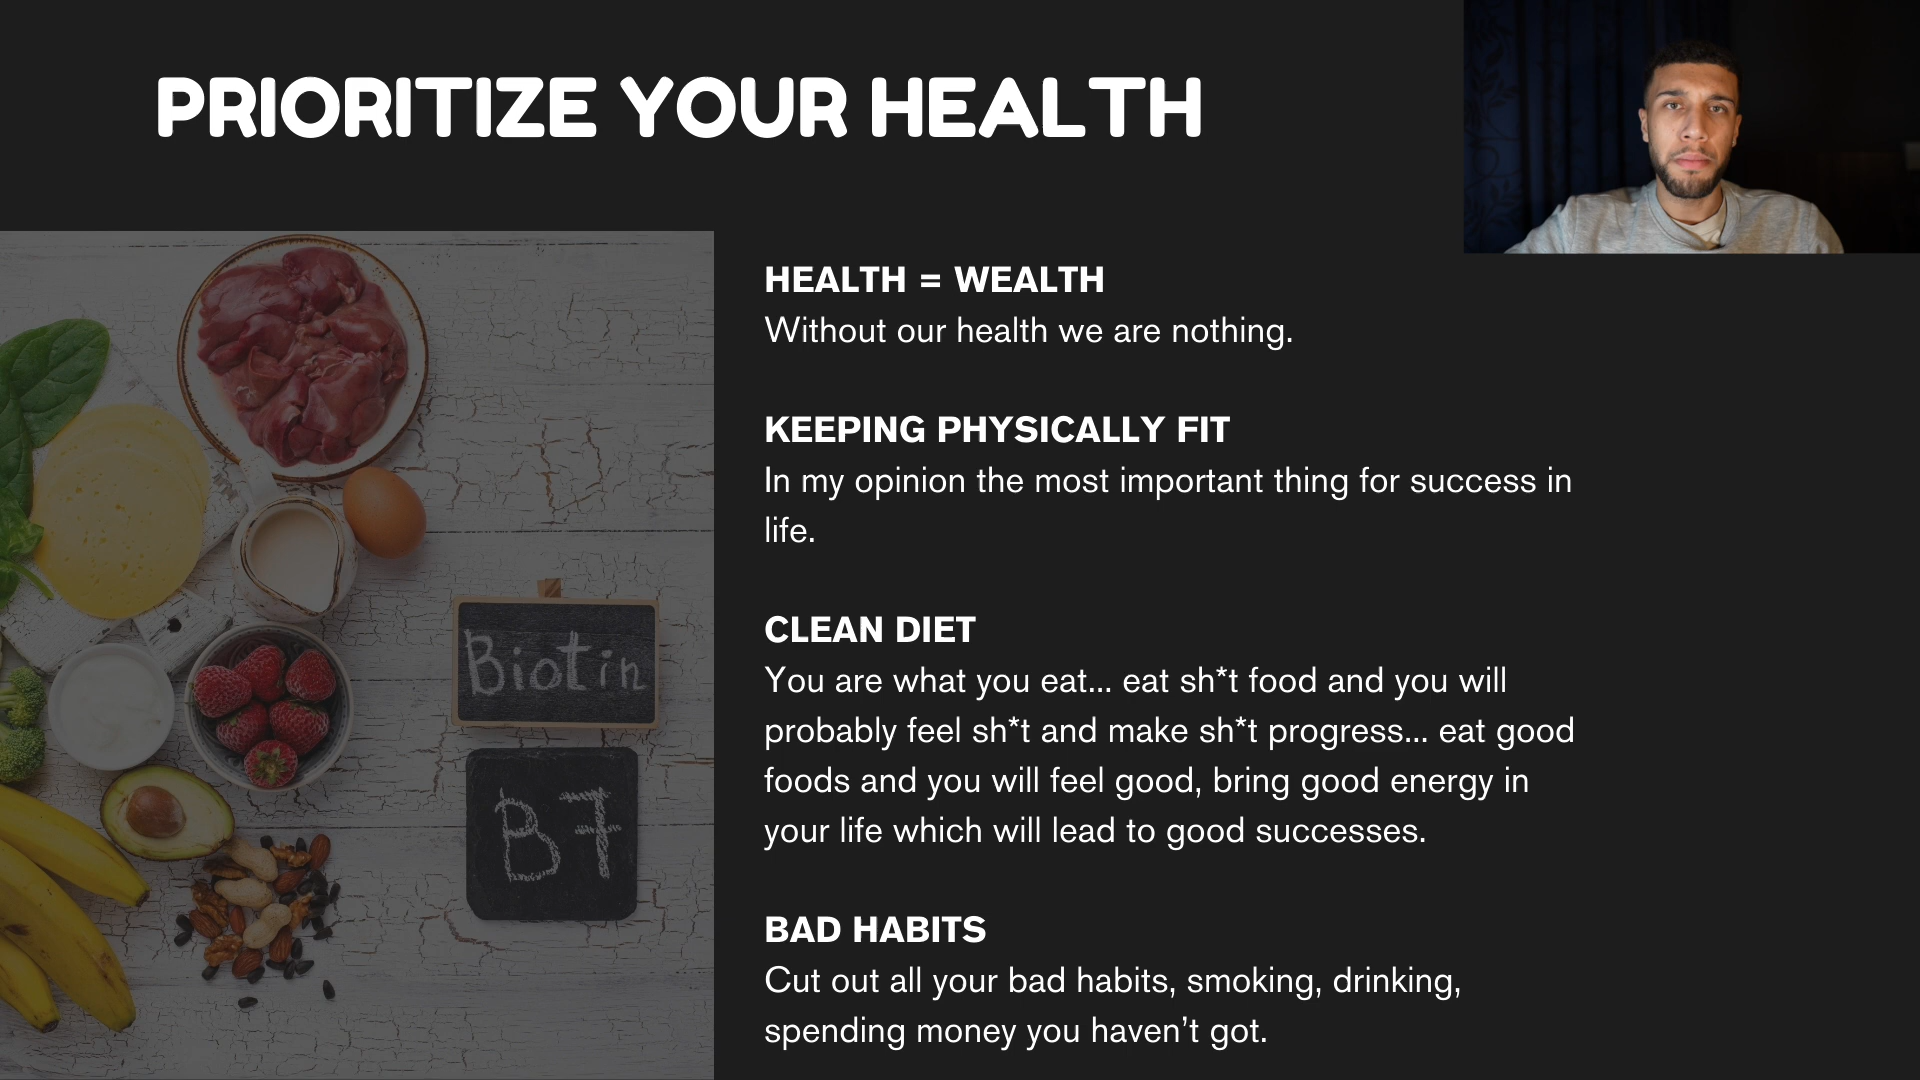 PRIORITIZE YOUR HEALTH
HEALTH = WEALTH
Without our health we are nothing.
KEEPING PHYSICALLY FIT
In my opinion the most important thing for success in
life.
CLEAN DIET
You are what you eat... eat sh*t food and you will
probably feel sh*t and make sh*t progress... eat good
foods and you will feel good, bring good energy in
your life which will lead to good successes.
BAD HABITS
Cut out all your bad habits, smoking, drinking,
spending money you haven’t got.
Biotin
B7